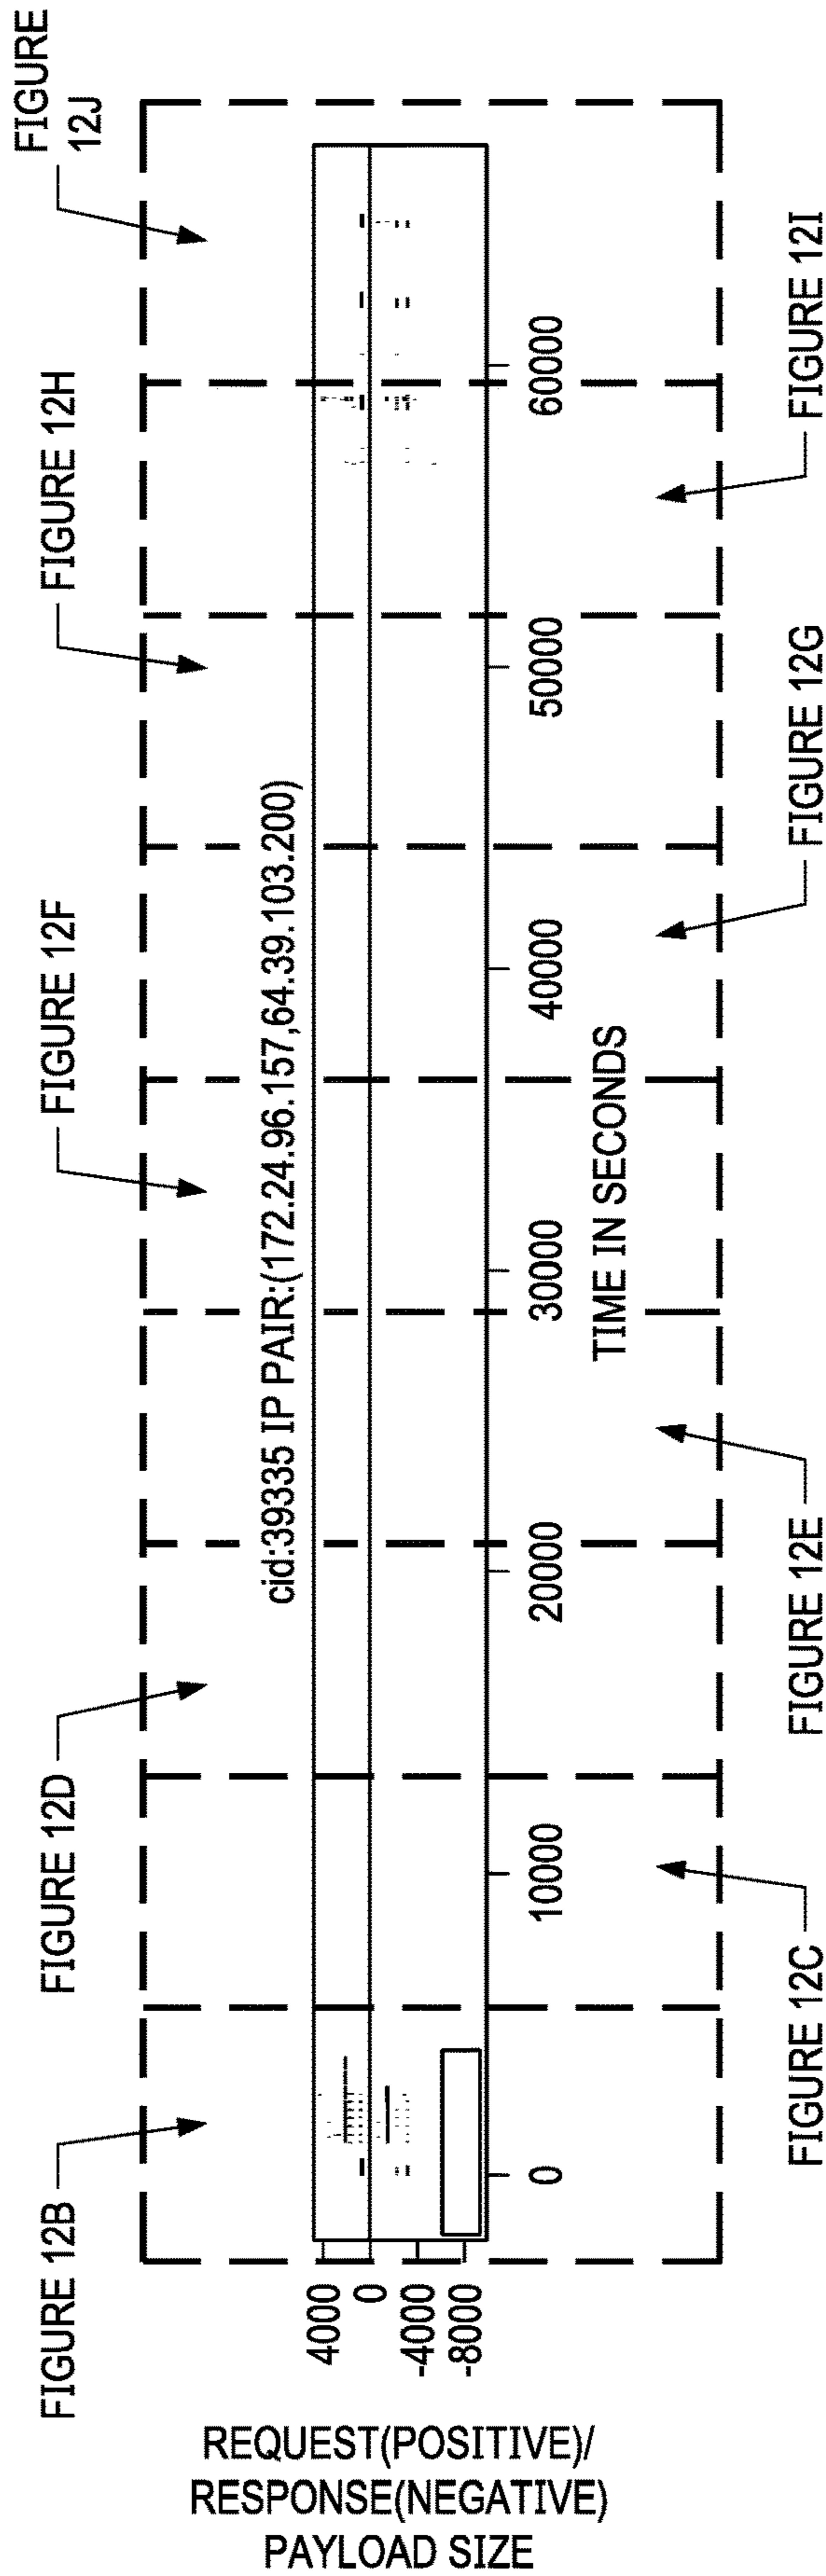 FIGURE 12B
FIGURE 12D
FIGURE 12F
FIGURE 12H
FIGURE
12J
cid:39335 IP PAIR:(172.24.96.157,64.39.103.200)
REQUEST(POSITIVE)/
RESPONSE(NEGATIVE)
PAYLOAD SIZE
4000
0
-4000
-8000
0
10000
20000
30000
40000
50000
60000
TIME IN SECONDS
FIGURE 12C
FIGURE 12E
FIGURE 12G
FIGURE 12I